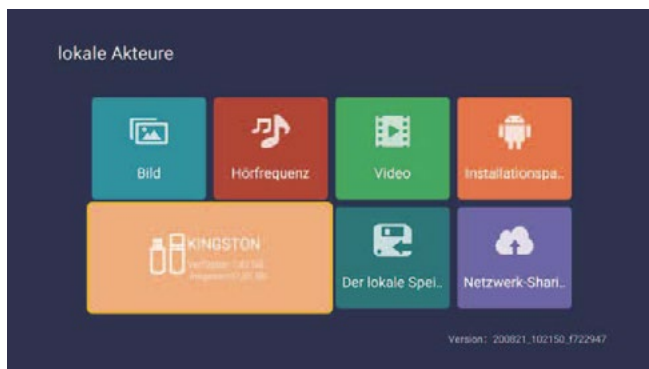 lokale Akteure
Bild
Hörfrequenz
Video
Installationspa..
KINGSTON
Der lokale Spei..
Netzwerk-Shari..
Version: 200821_102150_f722947